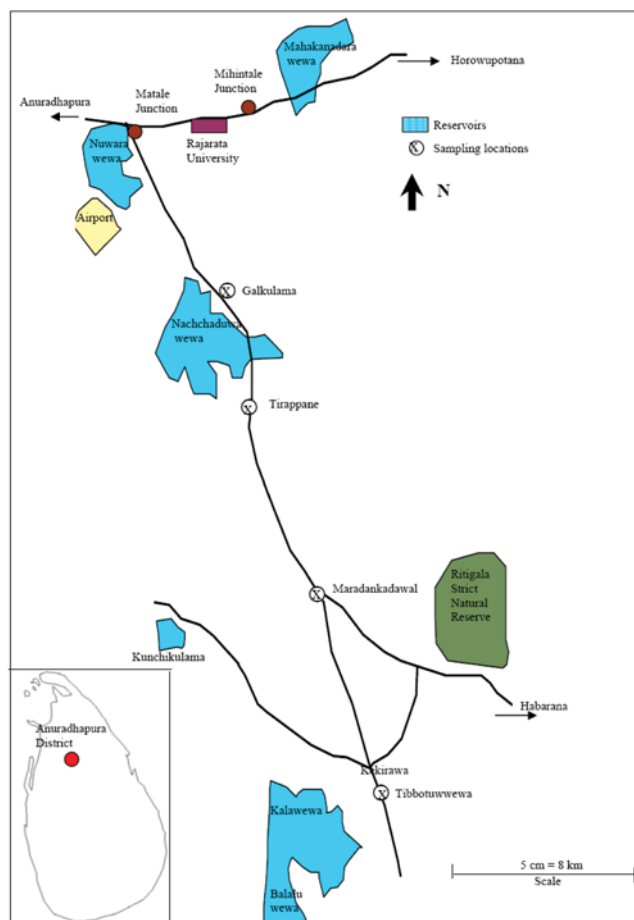 Mahakanadara
wewa
Horowupotana
Mihintale
Junction
Matale
Junction
Anuradhapura
Reservoirs
Rajarata
University
X Sampling locations
Nuwara
wewa
N
Airport
X Galkulama
Nachchaduwa
wewa
X Tirappane
Ritigala
Strict
Natural
Reserve
X Maradankadawal
Kunchikulama
Habarana
Anuradhapura
District
Kekirawa
X Tibbotuwwewa
Kalawewa
5 cm = 8 km
Scale
Balalu
wewa